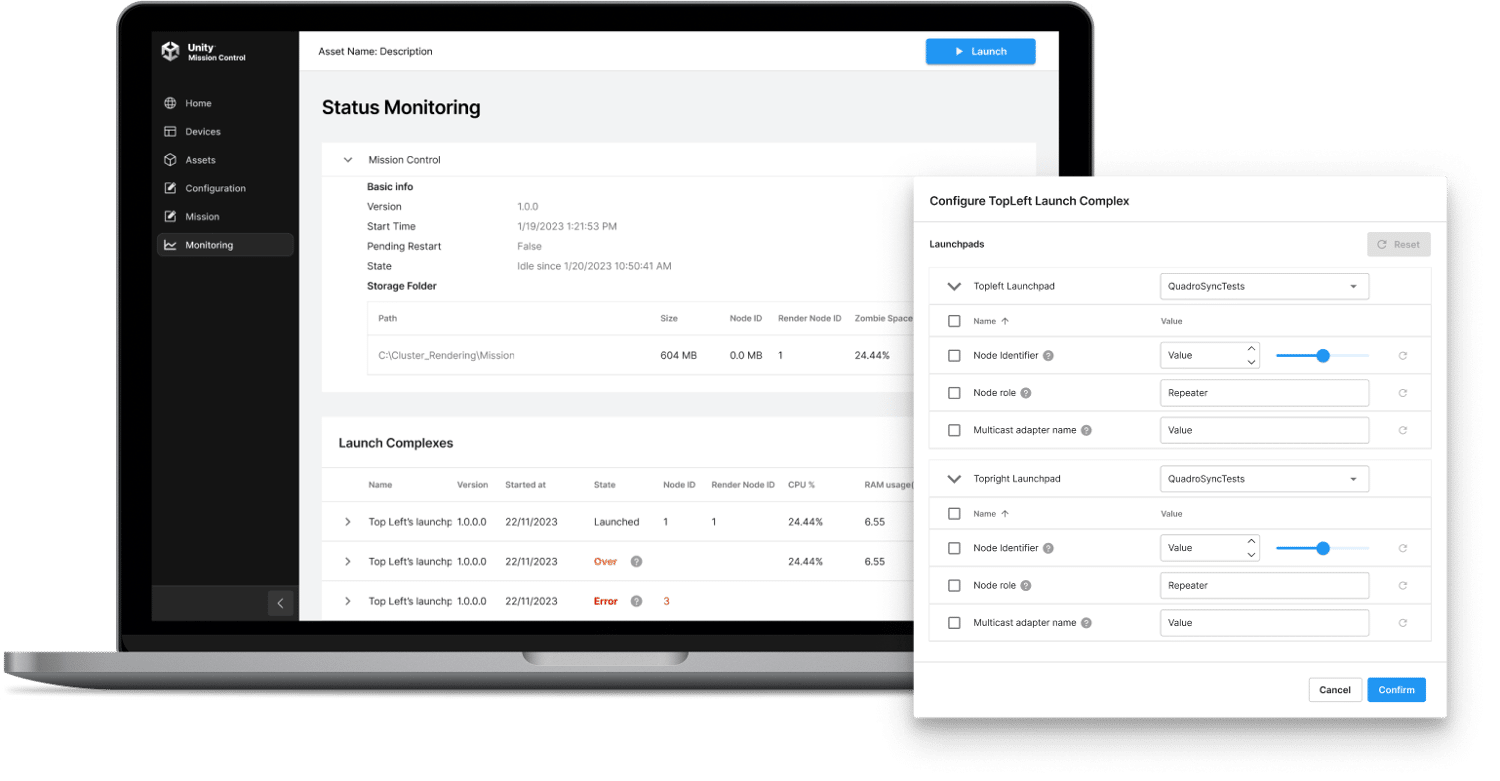 Unity
Mission Control
Home
Devices
Assets
Configuration
Mission
Monitoring
Asset Name: Description
Launch
Status Monitoring
Mission Control
Basic info
Version 1.0.0
Start Time 1/19/2023 1:21:53 PM
Pending Restart False
State Idle since 1/20/2023 10:50:41 AM
Storage Folder
Path Size Node ID Render Node ID Zombie Space
C:\Cluster_Rendering\Mission 604 MB 0.0 MB 1 24.44%
Launch Complexes
Name Version Started at State Node ID Render Node ID CPU % RAM usage(
Top Left's launchp 1.0.0.0 22/11/2023 Launched 1 1 24.44% 6.55
Top Left's launchp 1.0.0.0 22/11/2023 Over 24.44% 6.55
Top Left's launchp 1.0.0.0 22/11/2023 Error 3
Configure TopLeft Launch Complex
Launchpads Reset
Topleft Launchpad QuadroSyncTests
Name Value
Node Identifier Value
Node role Repeater
Multicast adapter name Value
Topright Launchpad QuadroSyncTests
Name Value
Node Identifier Value
Node role Repeater
Multicast adapter name Value
Cancel Confirm